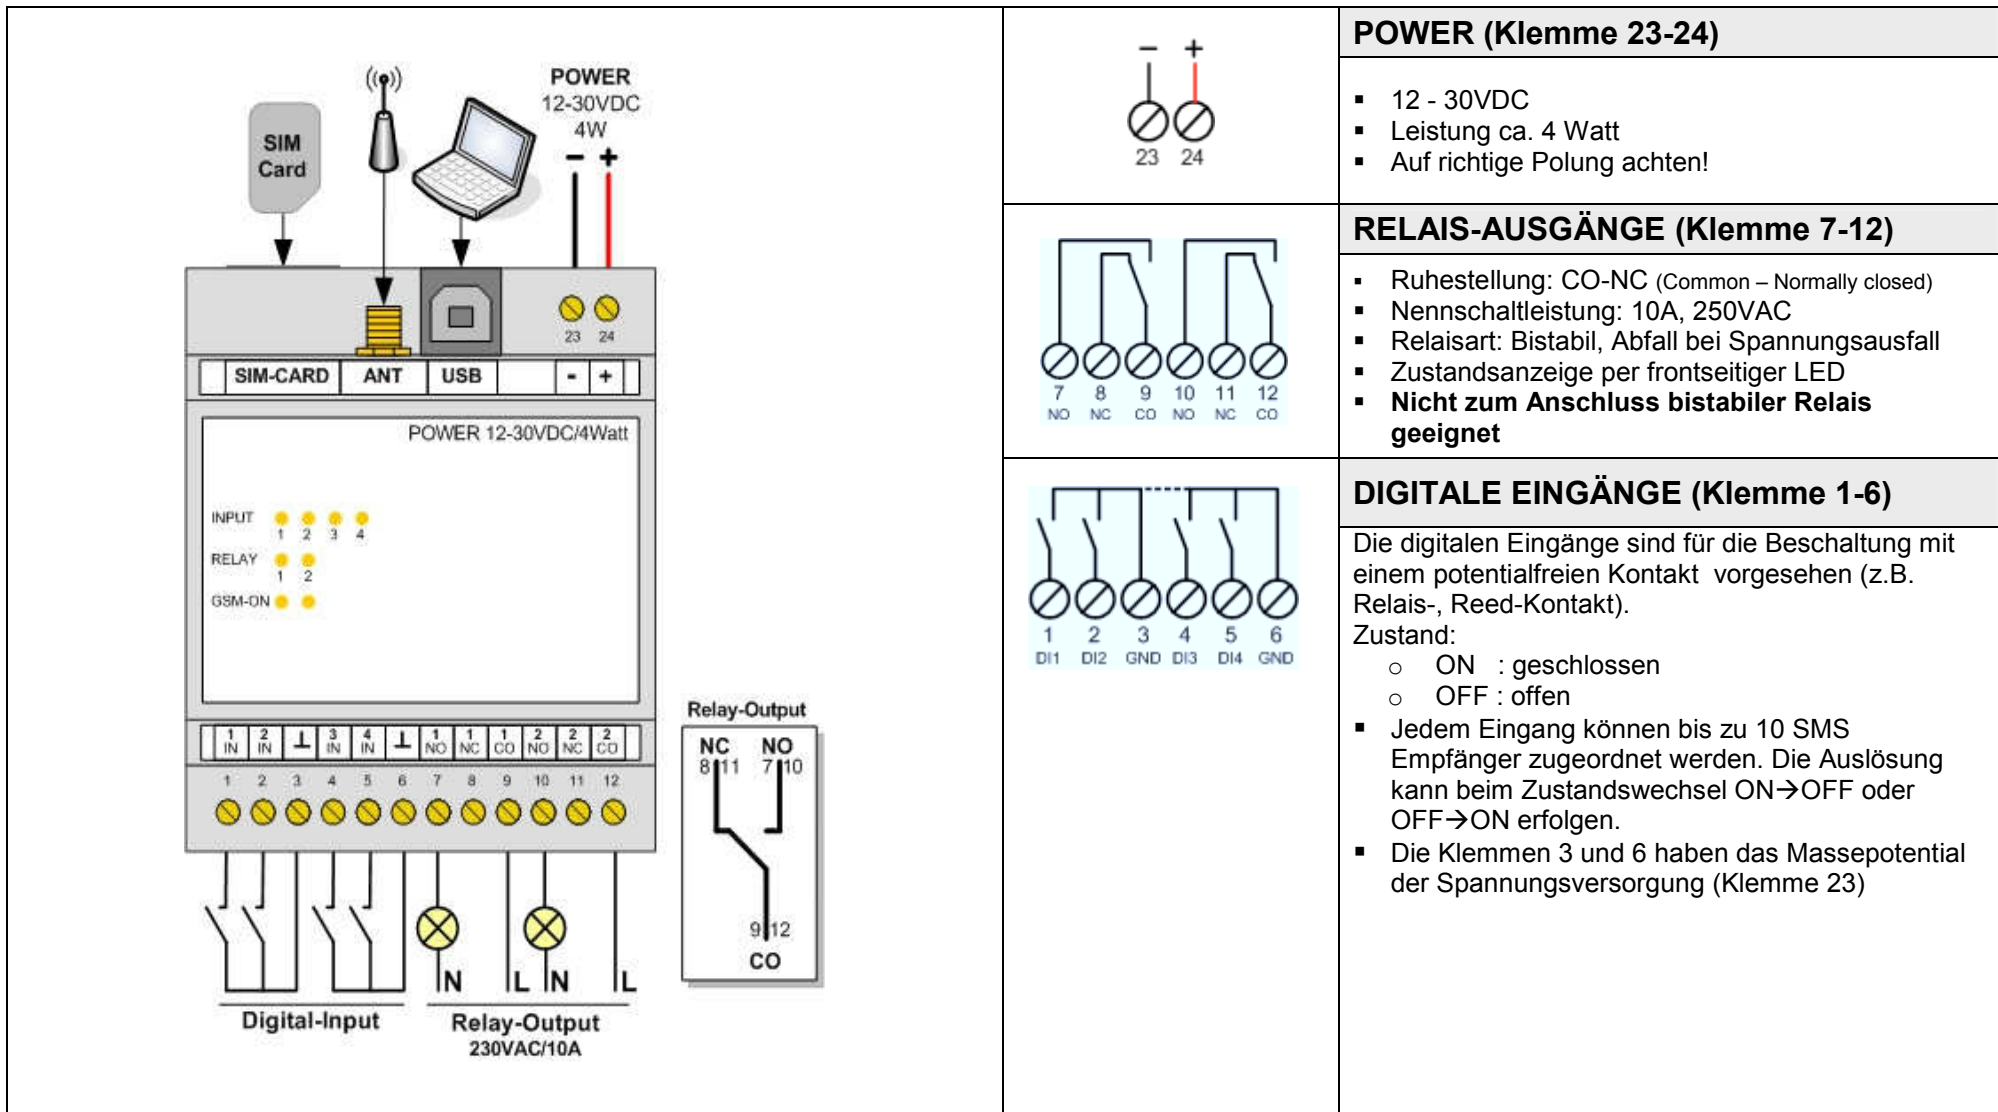 SIM
Card
POWER
12-30VDC
4W
- +
23 24
SIM-CARD ANT USB - +
POWER 12-30VDC/4Watt
INPUT
1 2 3 4
RELAY
1 2
GSM-ON
1 2 ⊥ 3 4 ⊥ 1 1 1 2 2 2
IN IN IN IN NO NC CO NO NC CO
1 2 3 4 5 6 7 8 9 10 11 12
N L N L
Digital-Input
Relay-Output
230VAC/10A
Relay-Output
NC NO
8 11 7 10
9 12
CO
- +
23 24
POWER (Klemme 23-24)
▪ 12 - 30VDC
▪ Leistung ca. 4 Watt
▪ Auf richtige Polung achten!
7 8 9 10 11 12
NO NC CO NO NC CO
RELAIS-AUSGÄNGE (Klemme 7-12)
▪ Ruhestellung: CO-NC (Common – Normally closed)
▪ Nennschaltleistung: 10A, 250VAC
▪ Relaisart: Bistabil, Abfall bei Spannungsausfall
▪ Zustandsanzeige per frontseitiger LED
▪ Nicht zum Anschluss bistabiler Relais
geeignet
1 2 3 4 5 6
DI1 DI2 GND DI3 DI4 GND
DIGITALE EINGÄNGE (Klemme 1-6)
Die digitalen Eingänge sind für die Beschaltung mit
einem potentialfreien Kontakt vorgesehen (z.B.
Relais-, Reed-Kontakt).
Zustand:
o ON : geschlossen
o OFF : offen
▪ Jedem Eingang können bis zu 10 SMS
Empfänger zugeordnet werden. Die Auslösung
kann beim Zustandswechsel ON→OFF oder
OFF→ON erfolgen.
▪ Die Klemmen 3 und 6 haben das Massepotential
der Spannungsversorgung (Klemme 23)